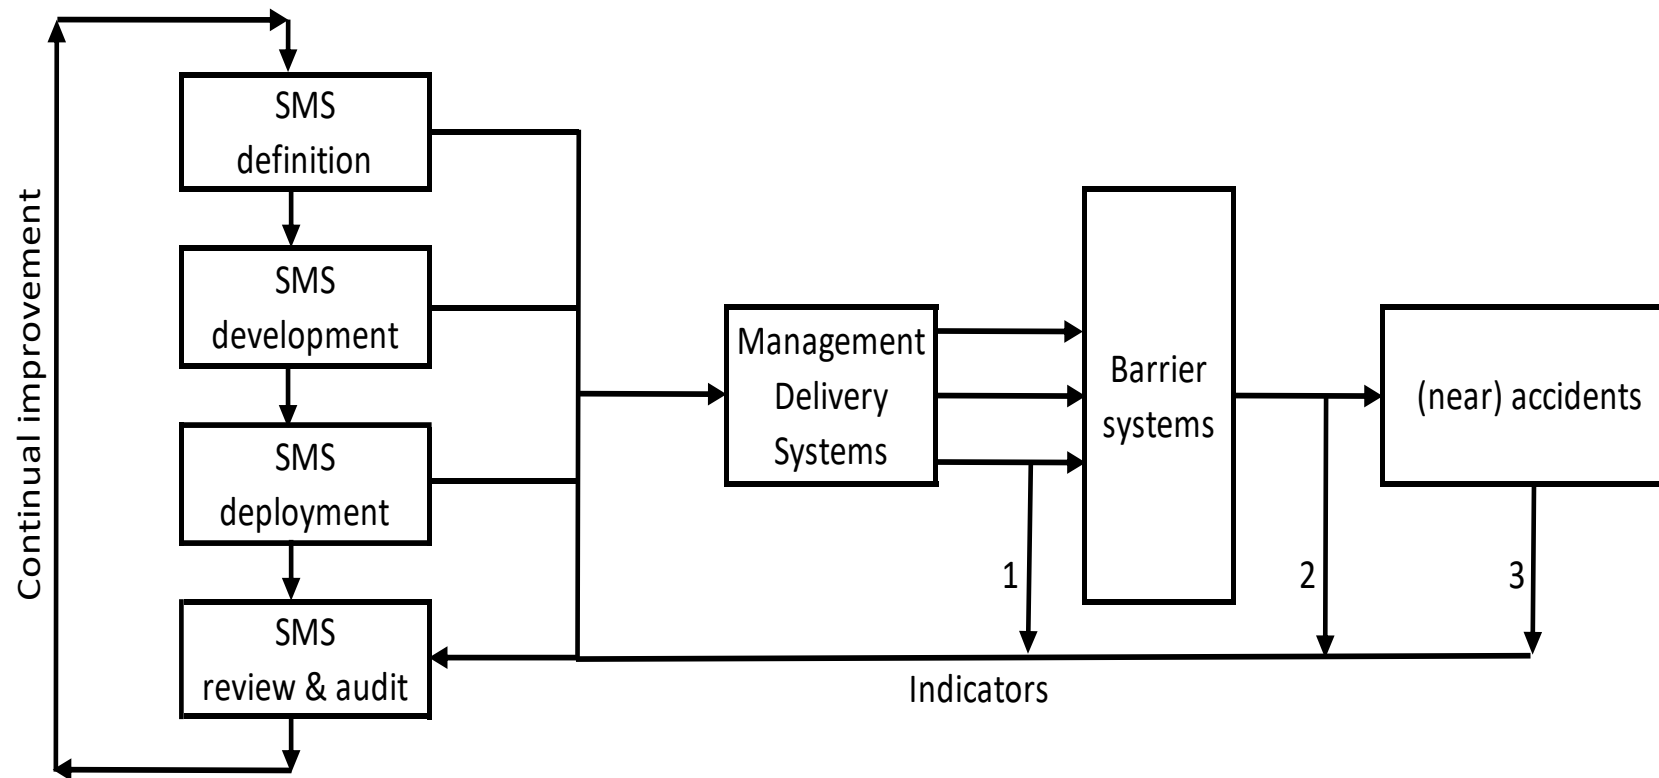 SMS
definition
SMS
development
SMS
deployment
SMS
review & audit
Continual improvement
Management
Delivery
Systems
Barrier
systems
(near) accidents
1
2
3
Indicators